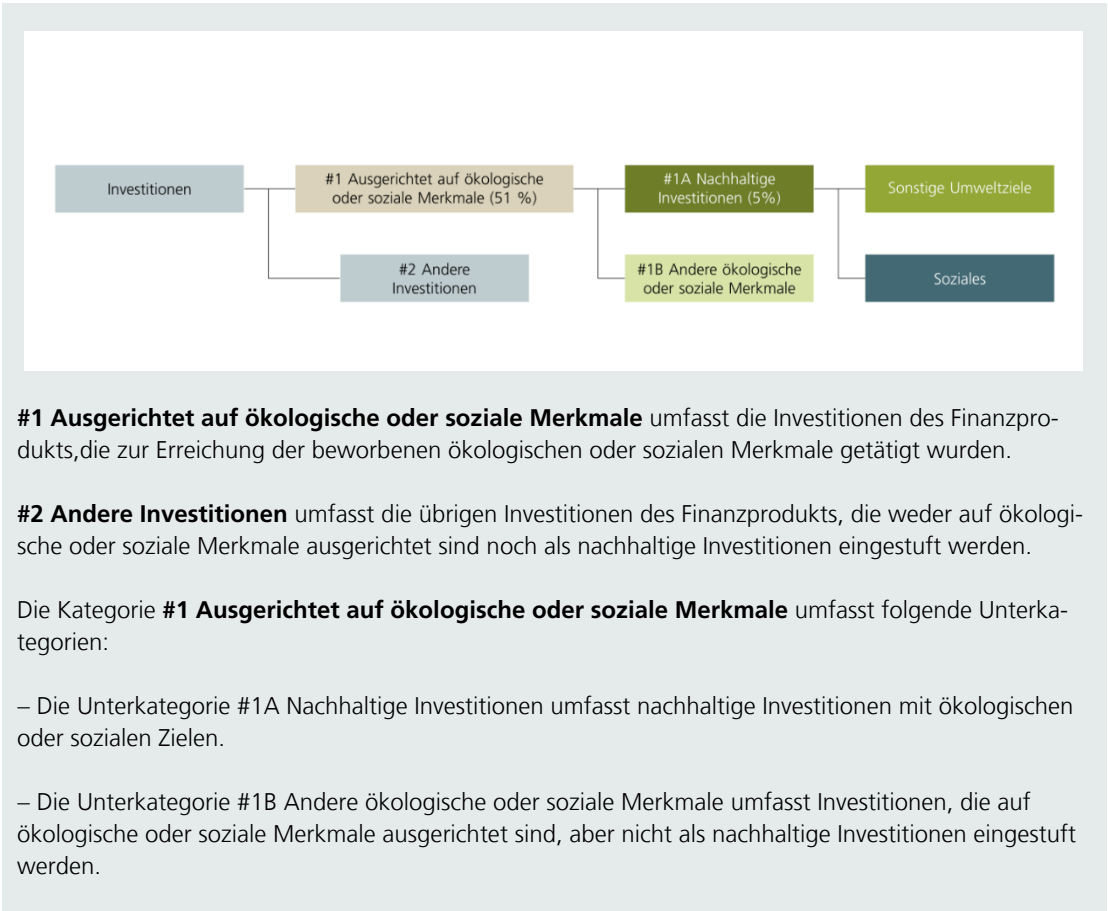 Investitionen
#1 Ausgerichtet auf ökologische
oder soziale Merkmale (51 %)
#1A Nachhaltige
Investitionen (5%)
Sonstige Umweltziele
#2 Andere
Investitionen
#1B Andere ökologische
oder soziale Merkmale
Soziales
#1 Ausgerichtet auf ökologische oder soziale Merkmale umfasst die Investitionen des Finanzpro-
dukts,die zur Erreichung der beworbenen ökologischen oder sozialen Merkmale getätigt wurden.
#2 Andere Investitionen umfasst die übrigen Investitionen des Finanzprodukts, die weder auf ökologi-
sche oder soziale Merkmale ausgerichtet sind noch als nachhaltige Investitionen eingestuft werden.
Die Kategorie #1 Ausgerichtet auf ökologische oder soziale Merkmale umfasst folgende Unterka-
tegorien:
– Die Unterkategorie #1A Nachhaltige Investitionen umfasst nachhaltige Investitionen mit ökologischen
oder sozialen Zielen.
– Die Unterkategorie #1B Andere ökologische oder soziale Merkmale umfasst Investitionen, die auf
ökologische oder soziale Merkmale ausgerichtet sind, aber nicht als nachhaltige Investitionen eingestuft
werden.